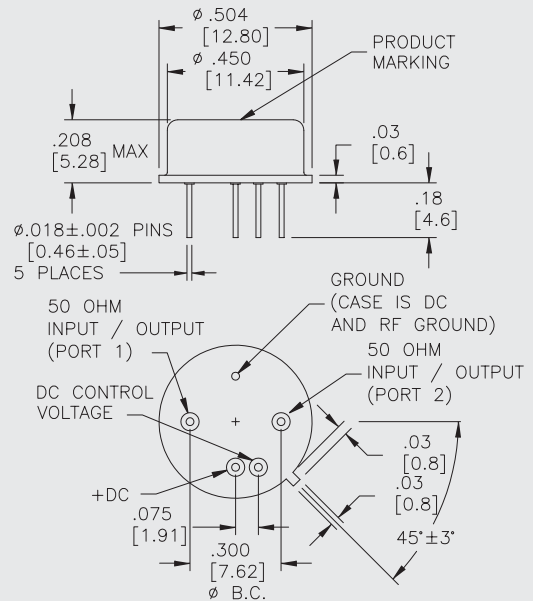 ø .504
[12.80]
ø .450
[11.42]
PRODUCT
MARKING
.208
[5.28] MAX
.03
[0.6]
.18
[4.6]
ø.018±.002 PINS
[0.46±.05]
5 PLACES
GROUND
(CASE IS DC
AND RF GROUND)
50 OHM
INPUT / OUTPUT
(PORT 1)
50 OHM
INPUT / OUTPUT
(PORT 2)
DC CONTROL
VOLTAGE
+DC
.03
[0.8]
.03
[0.8]
.075
[1.91]
.300
[7.62]
ø B.C.
45°±3°